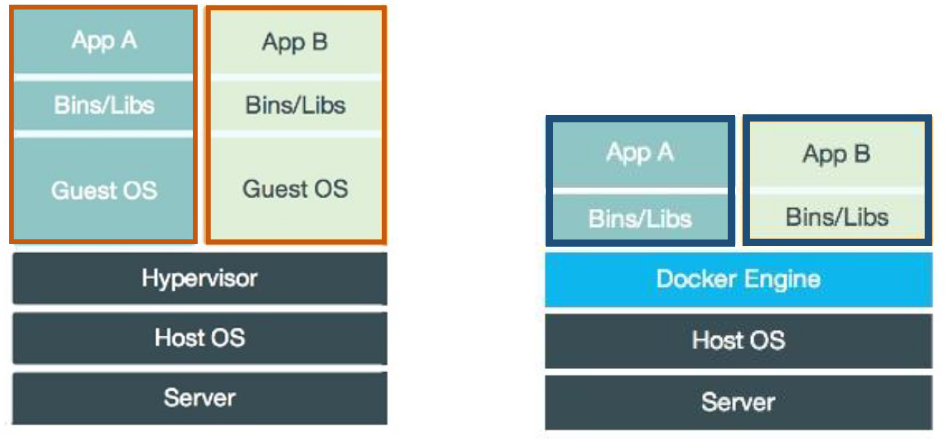 App A
App B
Bins/Libs
Bins/Libs
Guest OS
Guest OS
Hypervisor
Host OS
Server
App A
App B
Bins/Libs
Bins/Libs
Docker Engine
Host OS
Server